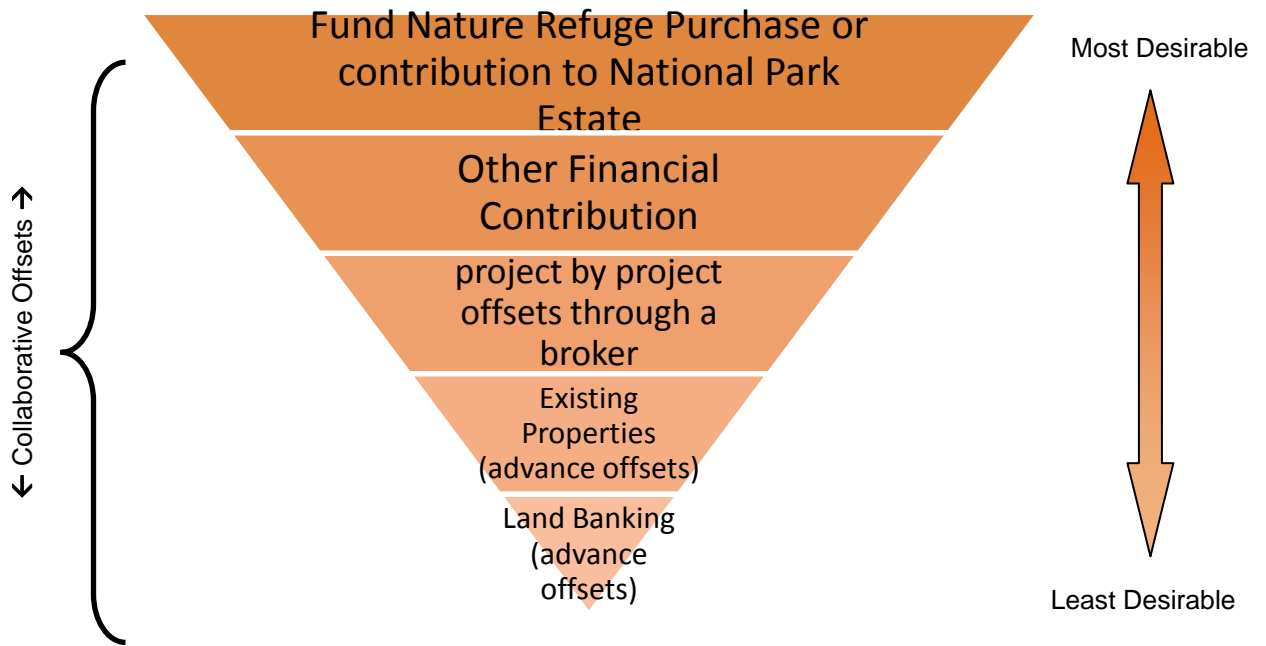 Fund Nature Refuge Purchase or
contribution to National Park
Estate
Other Financial
Contribution
project by project
offsets through a
broker
Existing
Properties
(advance offsets)
Land Banking
(advance
offsets)
← Collaborative Offsets →
Most Desirable
Least Desirable